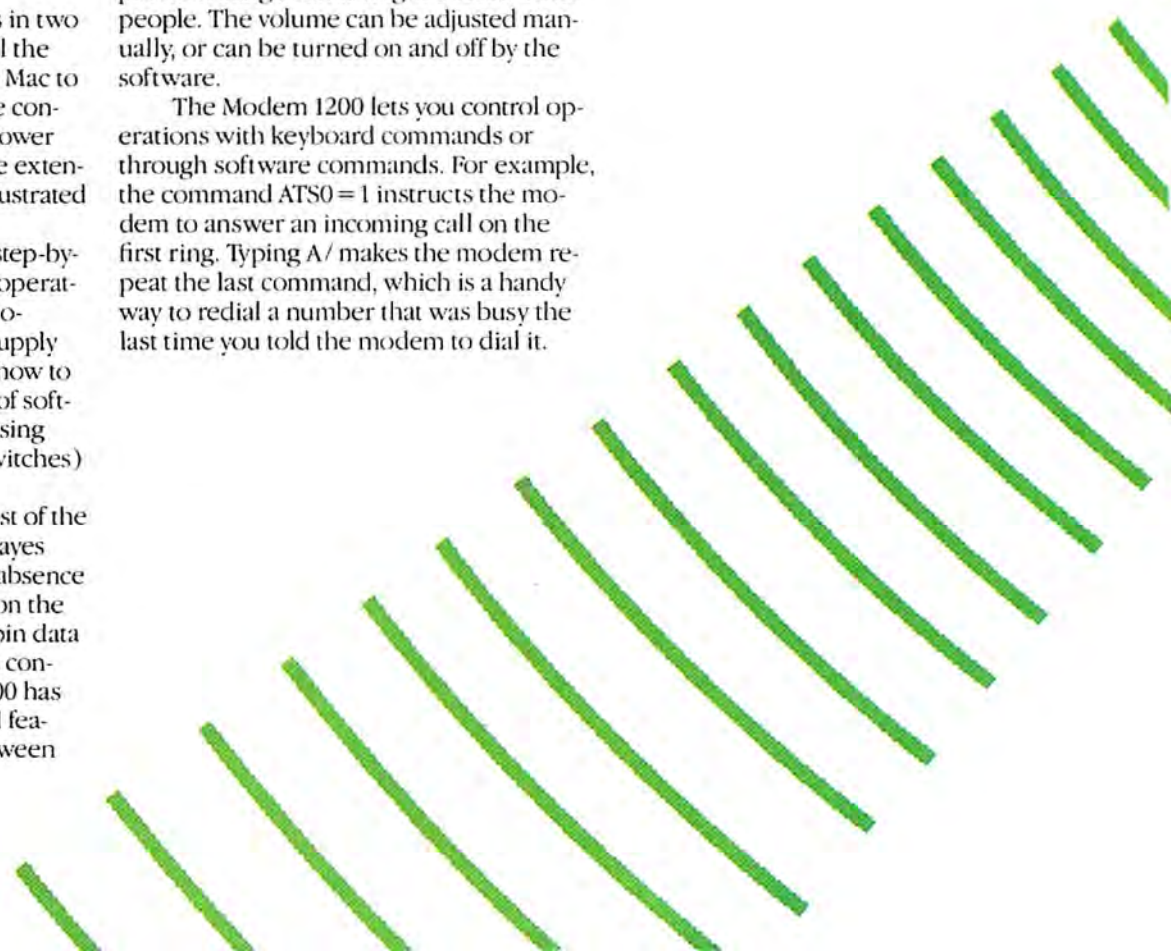 s in two
l the
Mac to
e con-
ower
e exten-
ustrated
step-by-
operat-
o-
upply
how to
of soft-
sing
vitches)
st of the
ayes
absence
on the
pin data
con-
00 has
l fea-
ween
people. The volume can be adjusted man-
ually, or can be turned on and off by the
software.
The Modem 1200 lets you control op-
erations with keyboard commands or
through software commands. For example,
the command ATS0 = 1 instructs the mo-
dem to answer an incoming call on the
first ring. Typing A/ makes the modem re-
peat the last command, which is a handy
way to redial a number that was busy the
last time you told the modem to dial it.